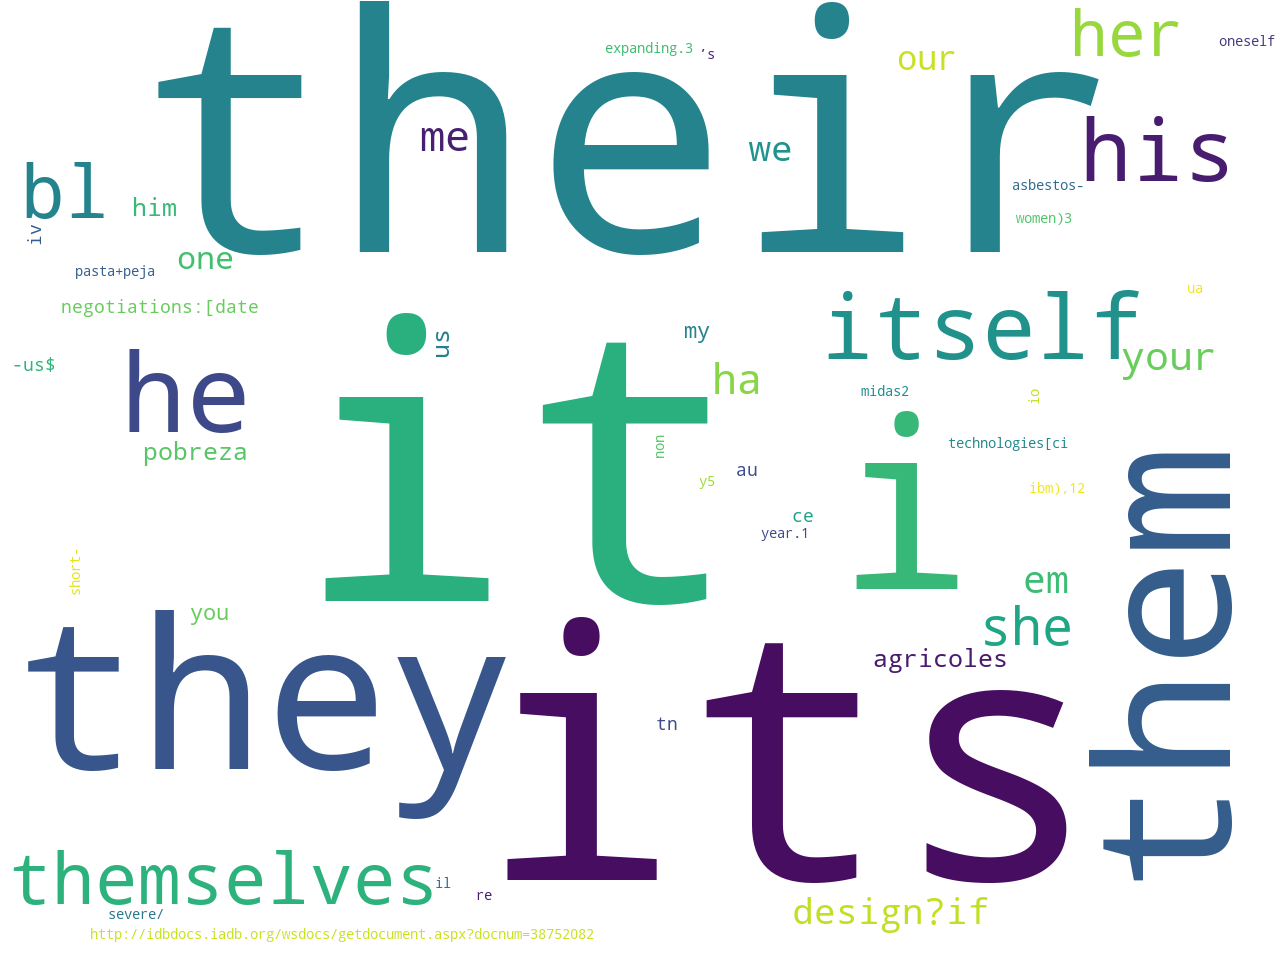 their
expanding.3
's
our
her
oneself
me
we
his
bl
him
asbestos-
women)3
iv
one
pasta+peja
negotiations:[date
itself
ua
us
my
your
-us$
he
it
ha
midas2
io
i
pobreza
non
technologies[ci
them
au
y5
ibm),12
ce
year.1
short-
em
you
she
they
its
agricoles
tn
themselves
il
re
design?if
severe/
http://idbdocs.iadb.org/wsdocs/getdocument.aspx?docnum=38752082